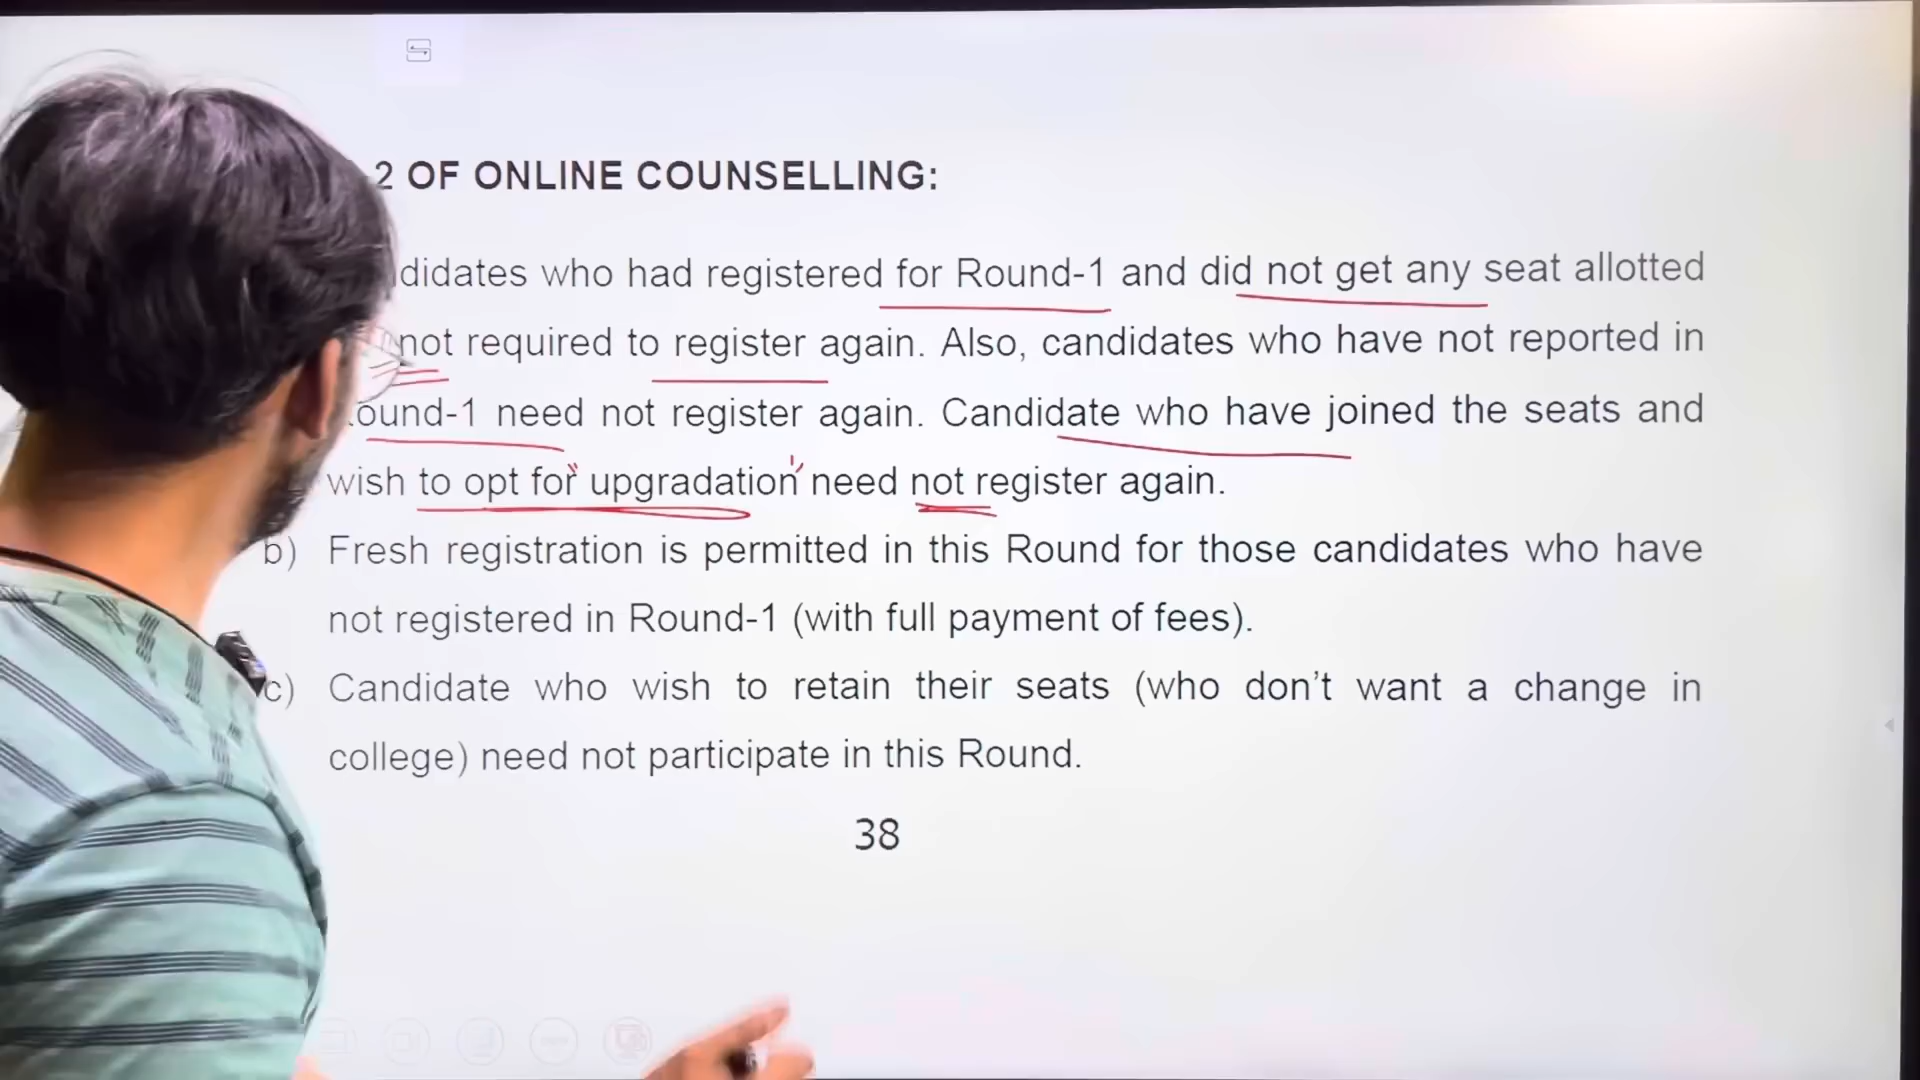 2 OF ONLINE COUNSELLING:
didates who had registered for Round-1 and did not get any seat allotted
not required to register again. Also, candidates who have not reported in
ound-1 need not register again. Candidate who have joined the seats and
wish to opt for "upgradation" need not register again.
b) Fresh registration is permitted in this Round for those candidates who have
not registered in Round-1 (with full payment of fees).
c) Candidate who wish to retain their seats (who don't want a change in
college) need not participate in this Round.
38